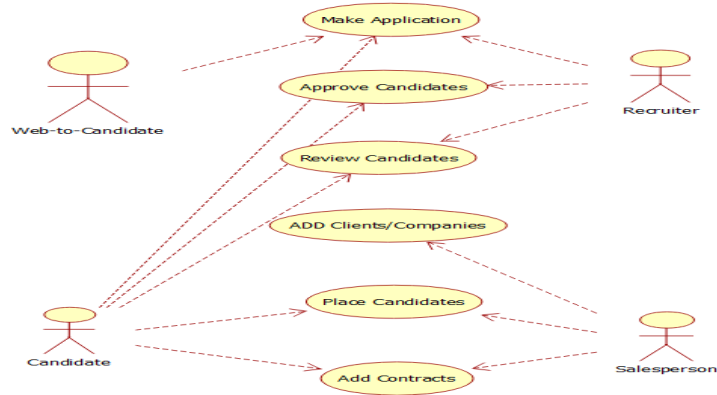 Make Application
Approve Candidates
Web-to-Candidate
Recruiter
Review Candidates
ADD Clients/Companies
Place Candidates
Candidate
Salesperson
Add Contracts